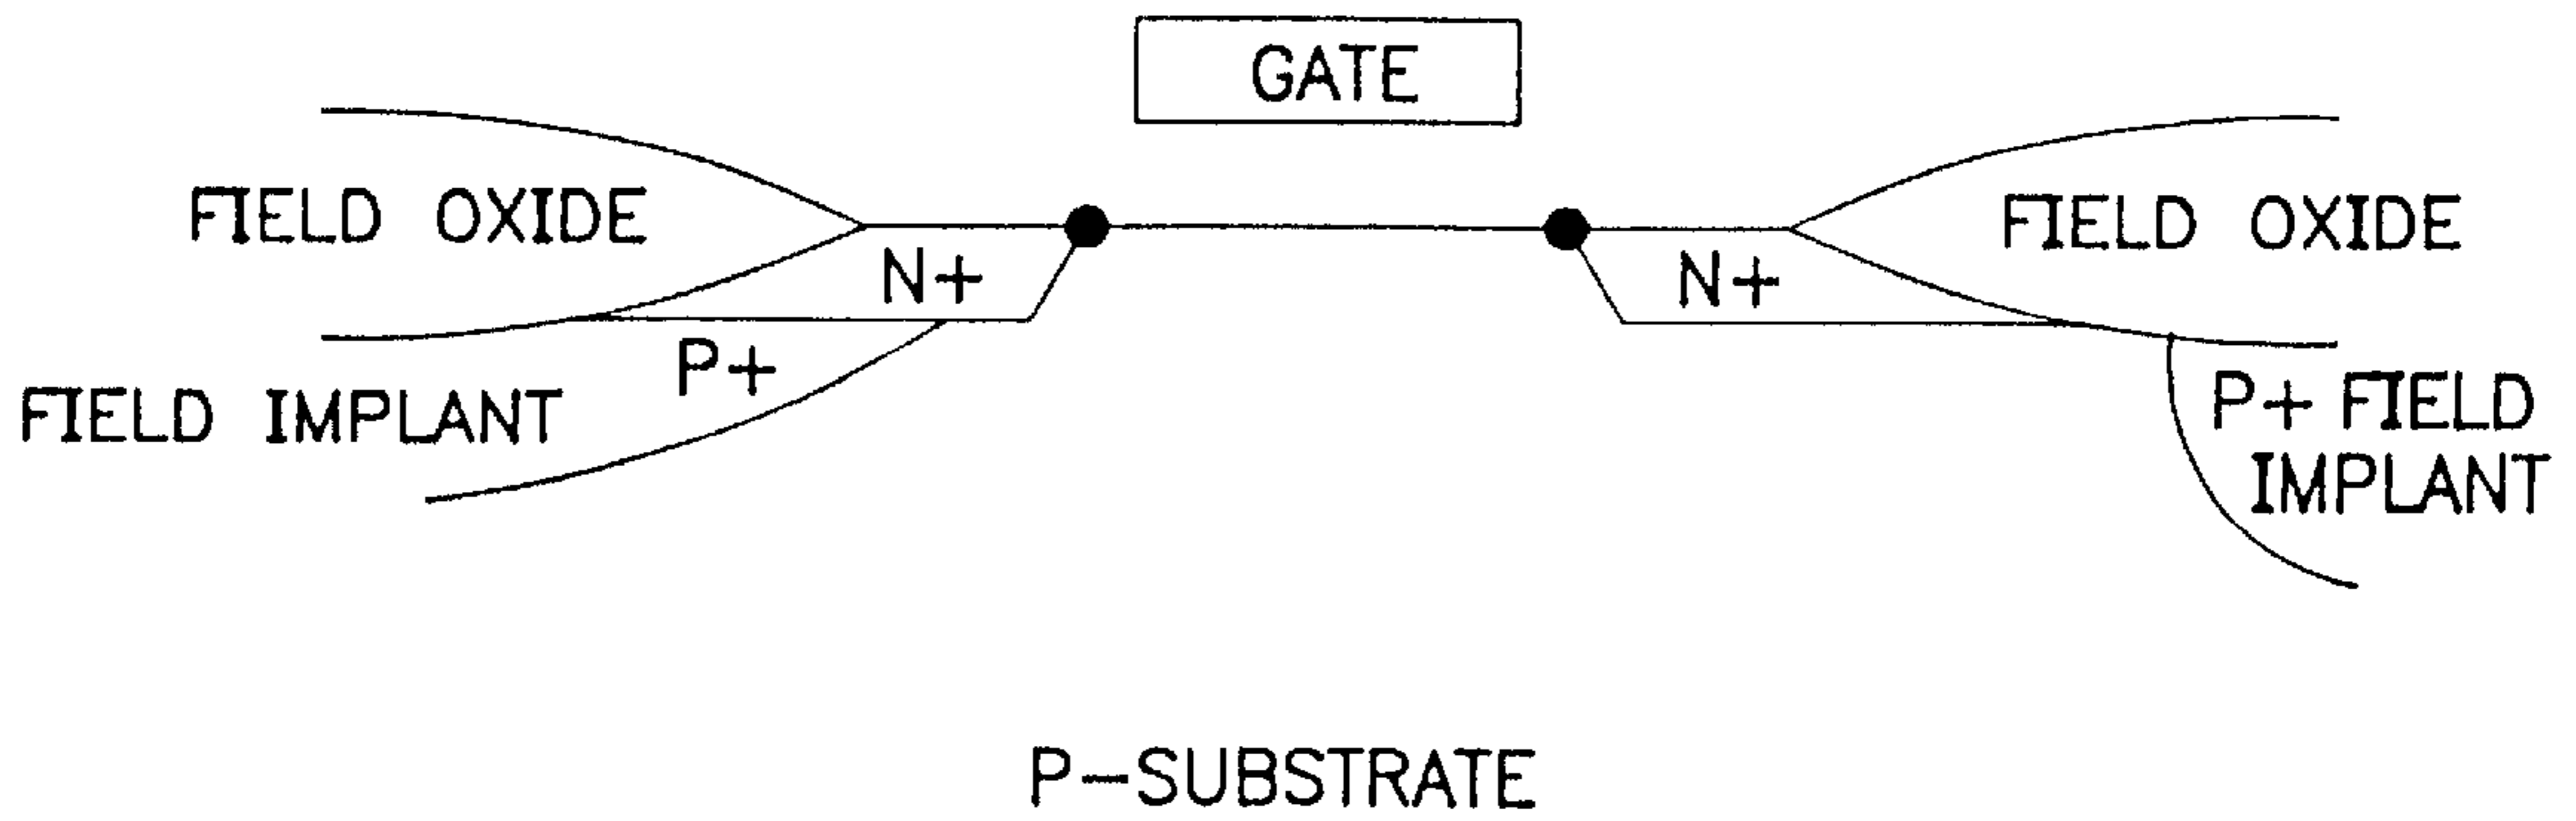 GATE
FIELD OXIDE
FIELD OXIDE
N+
N+
P+
FIELD IMPLANT
P+ FIELD
IMPLANT
P-SUBSTRATE